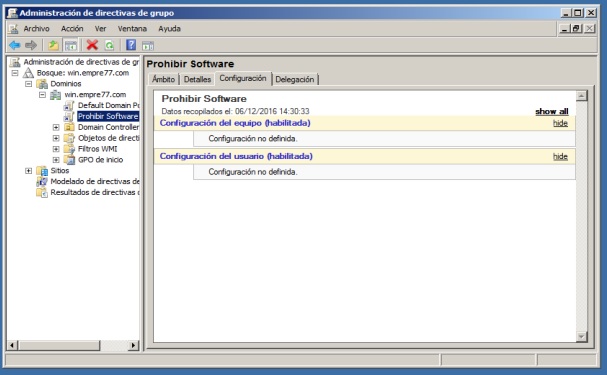 Administración de directivas de grupo
Archivo Acción Ver Ventana Ayuda
Administración de directivas de gr
Bosque: win.empre77.com
Dominios
win.empre77.com
Default Domain Po
Prohibir Software
Domain Controller
Objetos de directi
Filtros WMI
GPO de inicio
Sitios
Modelado de directivas de
Resultados de directivas d
Prohibir Software
Ámbito Detalles Configuración Delegación
Prohibir Software
Datos recopilados el: 06/12/2016 14:30:33 show all
Configuración del equipo (habilitada) hide
Configuración no definida.
Configuración del usuario (habilitada) hide
Configuración no definida.